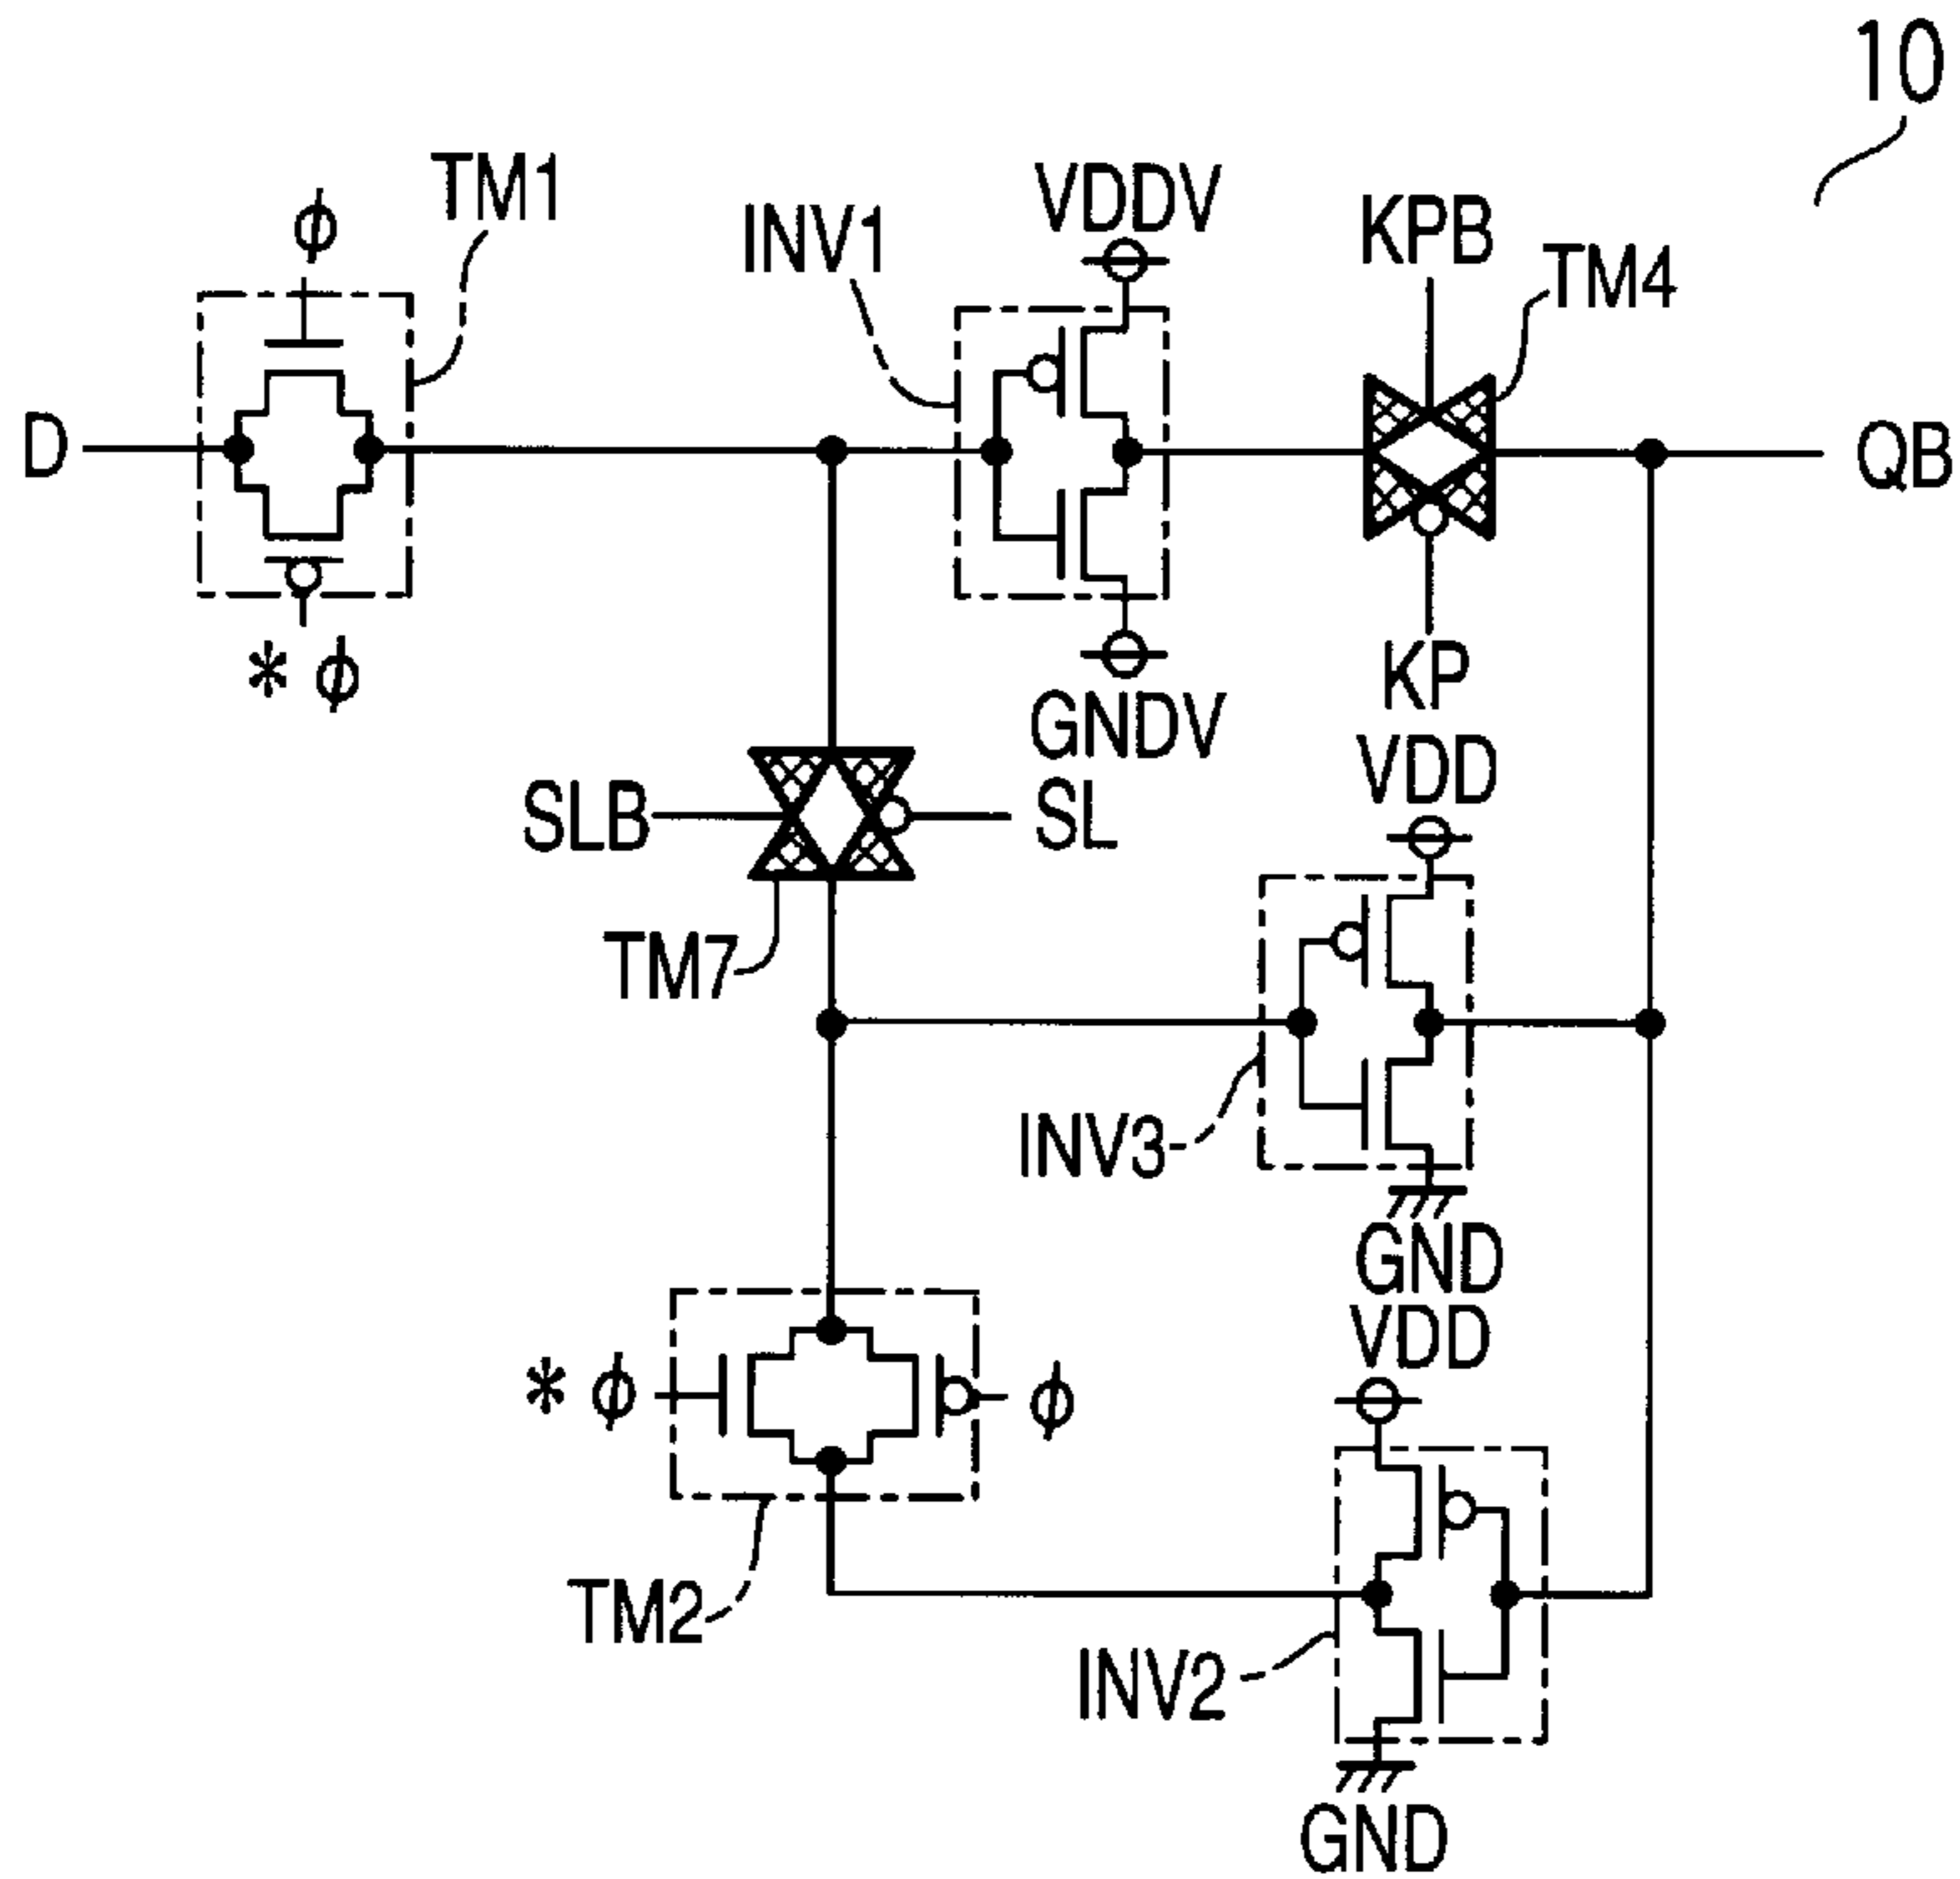 10
TM1
ϕ
INV1
VDDV
KPB
TM4
D
QB
* ϕ
GNDV
KP
VDD
SLB
SL
TM7
INV3
GND
VDD
* ϕ
ϕ
TM2
INV2
GND